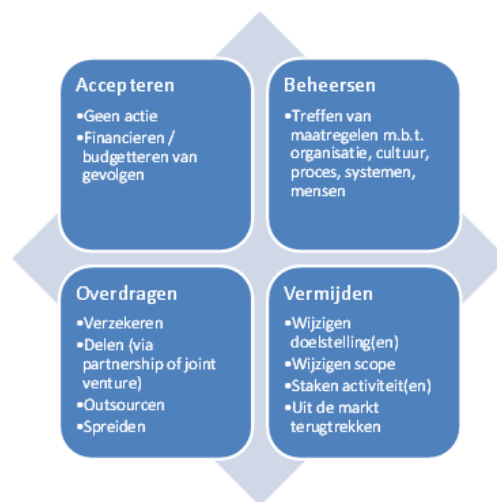 Accepteren
•Geen actie
•Financieren /
budgetteren van
gevolgen
Beheersen
•Treffen van
maatregelen m.b.t.
organisatie, cultuur,
proces, systemen,
mensen
Overdragen
•Verzekeren
•Delen (via
partnership of joint
venture)
•Outsourcen
•Spreiden
Vermijden
•Wijzigen
doelstelling(en)
•Wijzigen scope
•Staken activiteit(en)
•Uit de markt
terugtrekken